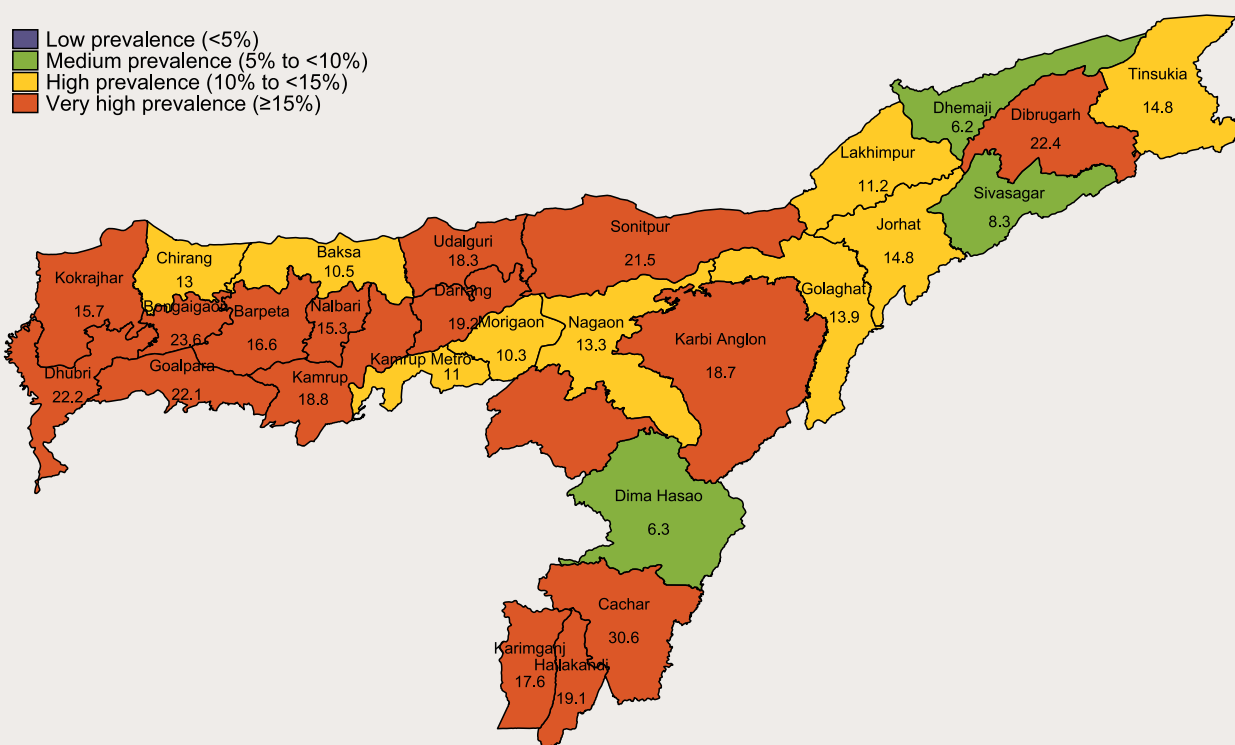 Low prevalence (<5%)
Medium prevalence (5% to <10%)
High prevalence (10% to <15%)
Very high prevalence (≥15%)
Tinsukia
14.8
Dhemaji
6.2
Dibrugarh
22.4
Lakhimpur
11.2
Sivasagar
8.3
Jorhat
14.8
Sonitpur
21.5
Udalguri
18.3
Baksa
10.5
Chirang
13
Kokrajhar
15.7
Bongaigaon
23.6
Barpeta
16.6
Nalbari
15.3
Darrang
19.2
Morigaon
10.3
Nagaon
13.3
Golaghat
13.9
Karbi Anglon
18.7
Kamrup Metro
11
Kamrup
18.8
Goalpara
22.1
Dhubri
22.2
Dima Hasao
6.3
Cachar
30.6
Karimganj
17.6
Hailakandi
19.1